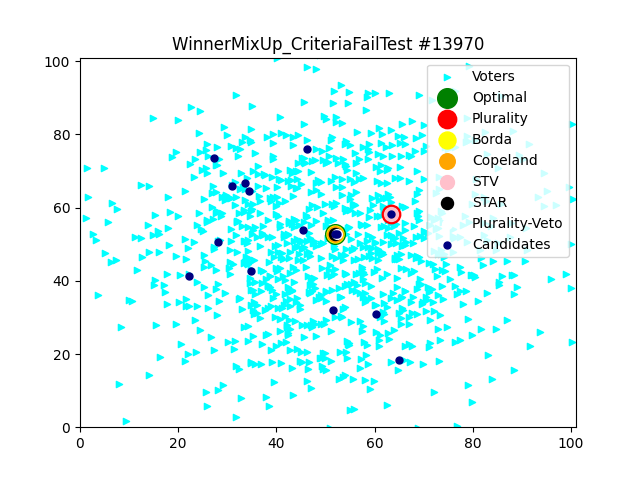 WinnerMixUp_CriteriaFailTest #13970
Voters
Optimal
Plurality
Borda
Copeland
STV
STAR
Plurality-Veto
Candidates
100
80
60
40
20
0
0 20 40 60 80 100